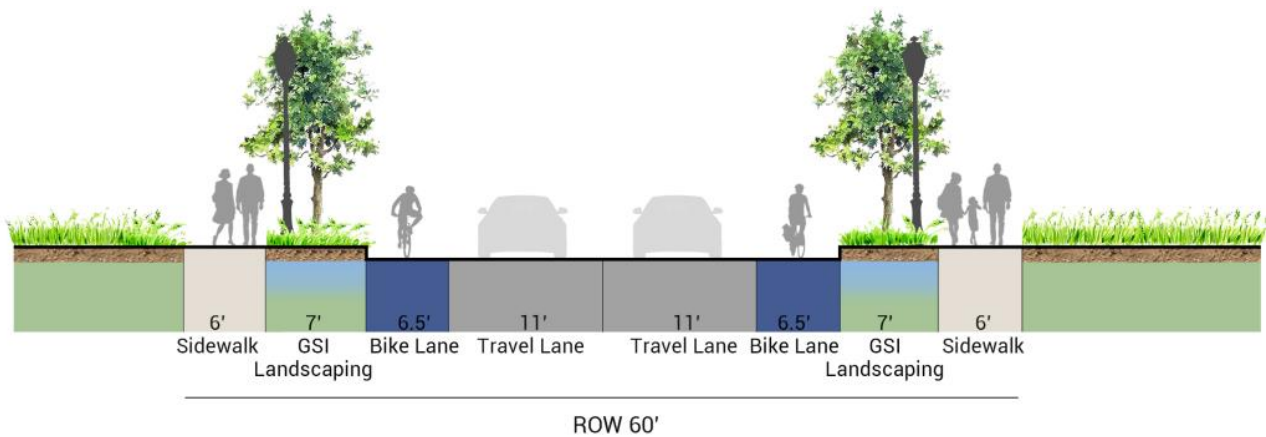 6' 7' 6.5' 11' 11' 6.5' 7' 6'
Sidewalk GSI Bike Lane Travel Lane Travel Lane Bike Lane GSI Sidewalk
Landscaping Landscaping
ROW 60'